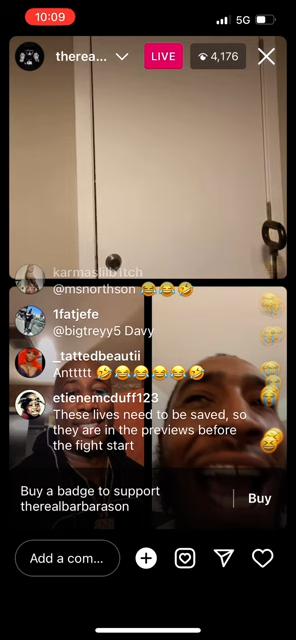 10:09
5G
therea...
LIVE
4,176
karmaslilb1tch
@msnorthson 😂😂🤣
1fatjefe
@bigtreyy5 Davy
_tattedbeautii
Anttttt 🤣😂😂😂😂🤣
etienemcduff123
These lives need to be saved, so
they are in the previews before
the fight start
Buy a badge to support
therealbarbarason
Buy
Add a com...